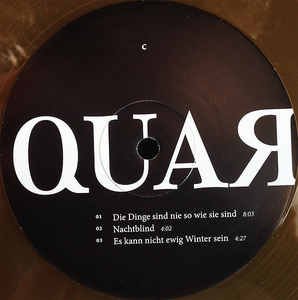 c
QUAЯ
01 Die Dinge sind nie so wie sie sind 8:03
02 Nachtblind 4:02
03 Es kann nicht ewig Winter sein 4:27